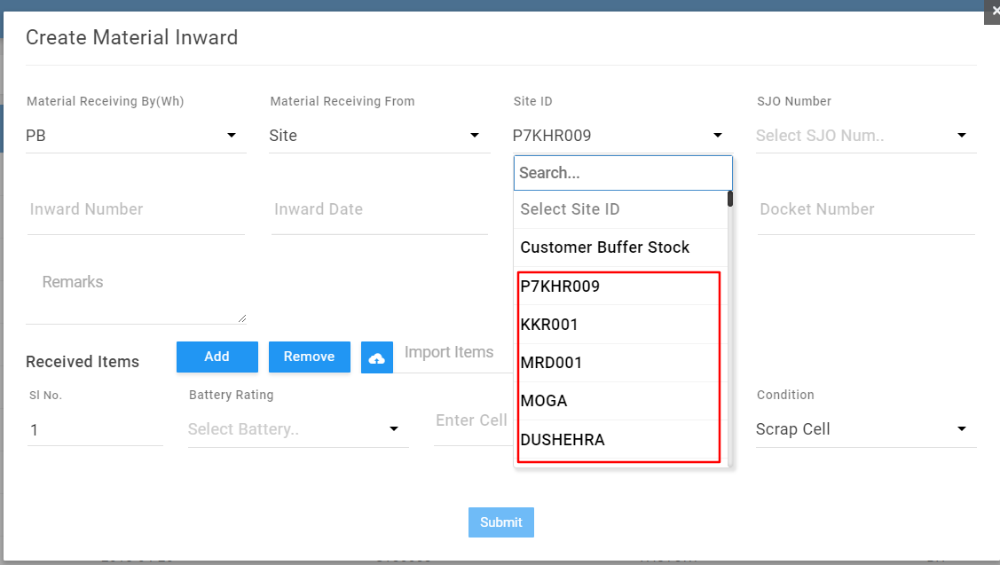 Create Material Inward
Material Receiving By(Wh)
Material Receiving From
Site ID
SJO Number
PB
Site
P7KHR009
Select SJO Num..
Search...
Inward Number
Inward Date
Select Site ID
Docket Number
Customer Buffer Stock
Remarks
P7KHR009
KKR001
MRD001
MOGA
DUSHEHRA
Received Items
Add
Remove
Import Items
Sl No.
Battery Rating
Condition
1
Select Battery..
Enter Cell
Scrap Cell
Submit